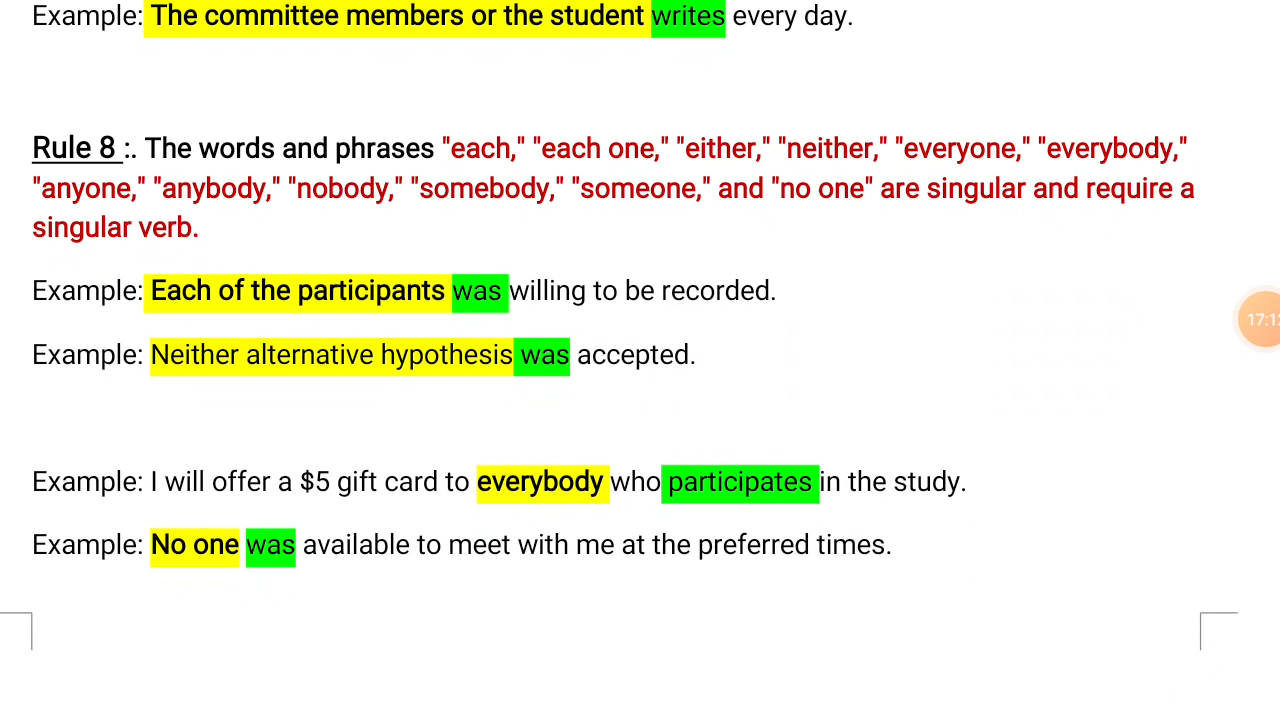 Example: The committee members or the student writes every day.
Rule 8 :. The words and phrases "each," "each one," "either," "neither," "everyone," "everybody,"
"anyone," "anybody," "nobody," "somebody," "someone," and "no one" are singular and require a
singular verb.
Example: Each of the participants was willing to be recorded.
Example: Neither alternative hypothesis was accepted.
Example: I will offer a $5 gift card to everybody who participates in the study.
Example: No one was available to meet with me at the preferred times.